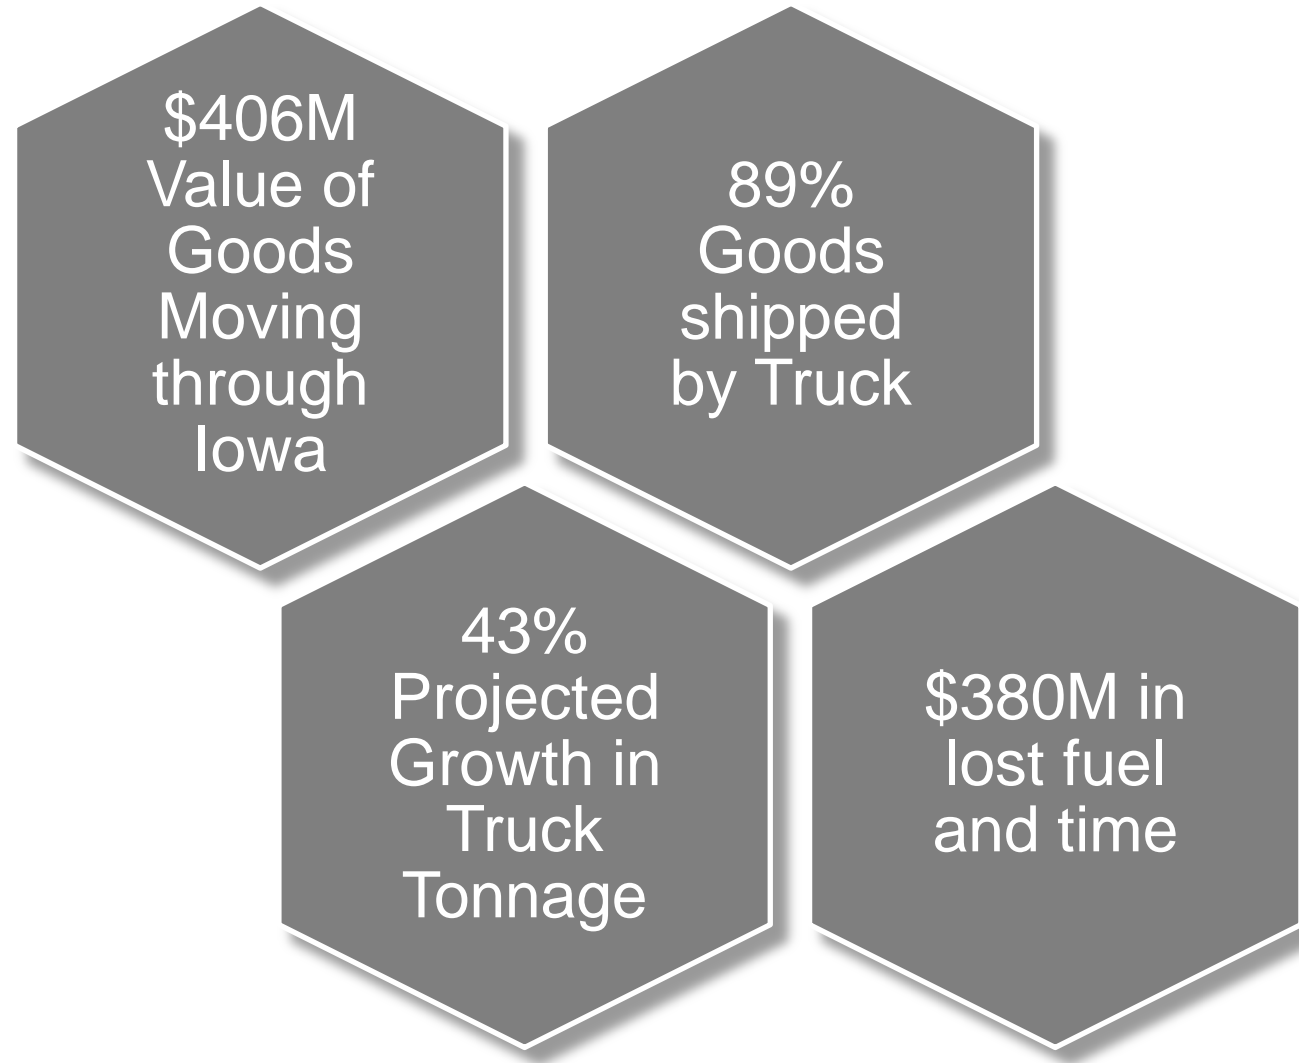 $406M
Value of
Goods
Moving
through
Iowa
89%
Goods
shipped
by Truck
43%
Projected
Growth in
Truck
Tonnage
$380M in
lost fuel
and time